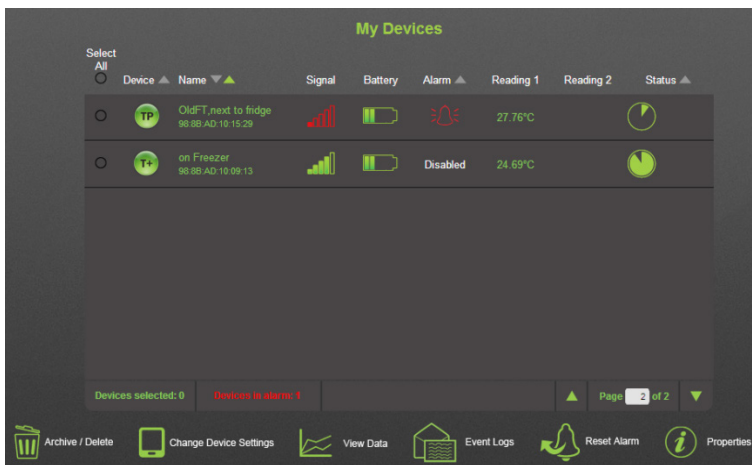 My Devices
Select
All
Device Name Signal Battery Alarm Reading 1 Reading 2 Status
TP OldFT,next to fridge 27.76°C
98:8B:AD:10:15:29
T+ on Freezer Disabled 24.69°C
98:8B:AD:10:09:13
Devices selected: 0 Devices in alarm: 1 Page 2 of 2
Archive / Delete Change Device Settings View Data Event Logs Reset Alarm i Properties